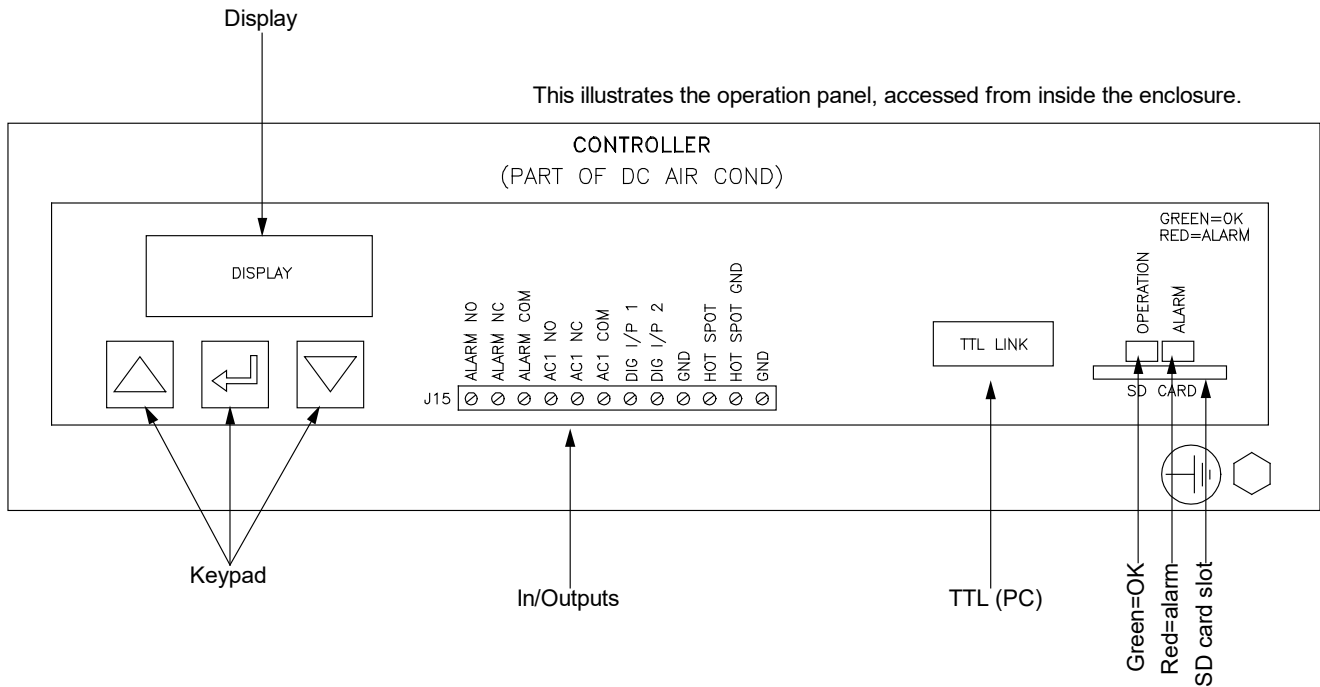 Display
This illustrates the operation panel, accessed from inside the enclosure.
CONTROLLER
(PART OF DC AIR COND)
GREEN=OK
RED=ALARM
DISPLAY
ALARM NO
ALARM NC
ALARM COM
AC1 NO
AC1 NC
AC1 COM
DIG I/P 1
DIG I/P 2
GND
HOT SPOT
HOT SPOT GND
GND
J15
TTL LINK
OPERATION
ALARM
SD CARD
Keypad
In/Outputs
TTL (PC)
Green=OK
Red=alarm
SD card slot